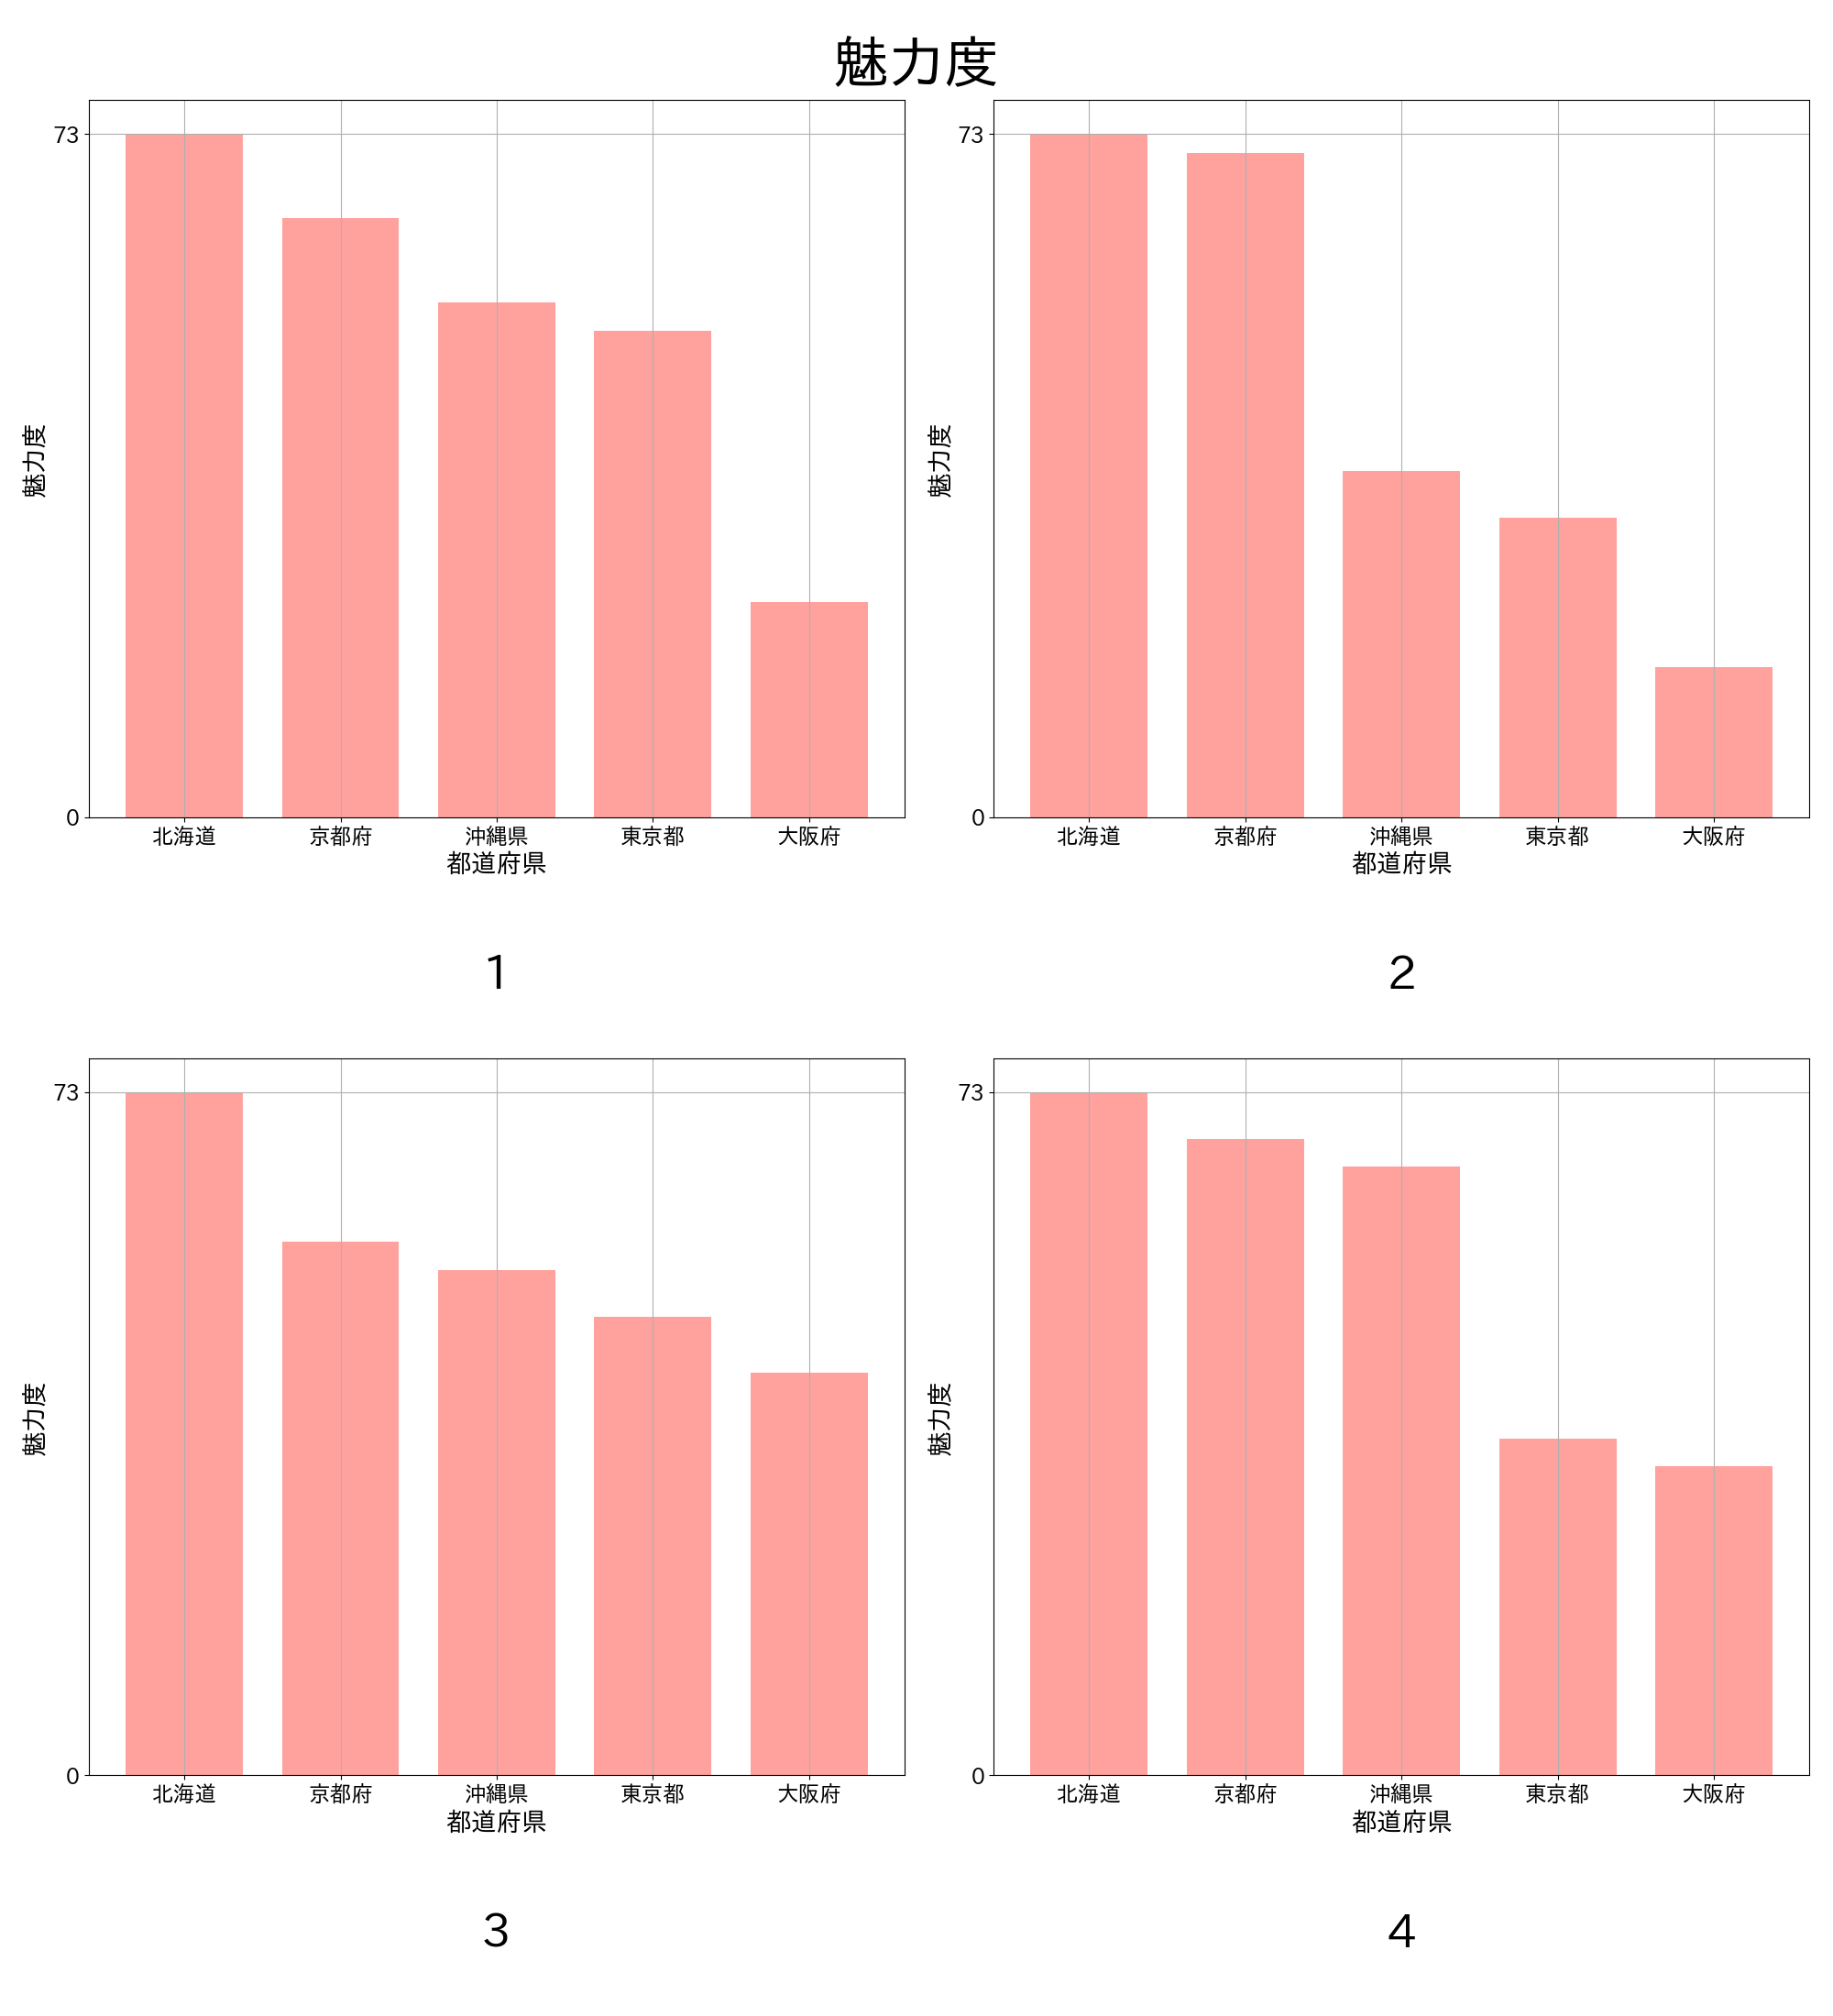 魅力度
73
0
魅力度
北海道 京都府 沖縄県 東京都 大阪府
都道府県
1
73
0
魅力度
北海道 京都府 沖縄県 東京都 大阪府
都道府県
2
73
0
魅力度
北海道 京都府 沖縄県 東京都 大阪府
都道府県
3
73
0
魅力度
北海道 京都府 沖縄県 東京都 大阪府
都道府県
4